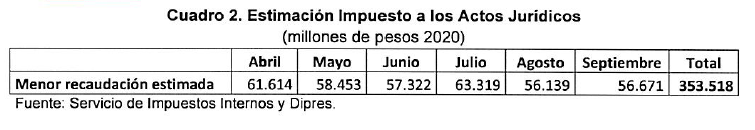 Cuadro 2. Estimación Impuesto a los Actos Jurídicos
(millones de pesos 2020)
Abril Mayo Junio Julio Agosto Septiembre Total
Menor recaudación estimada 61.614 58.453 57.322 63.319 56.139 56.671 353.518
Fuente: Servicio de Impuestos Internos y Dipres.